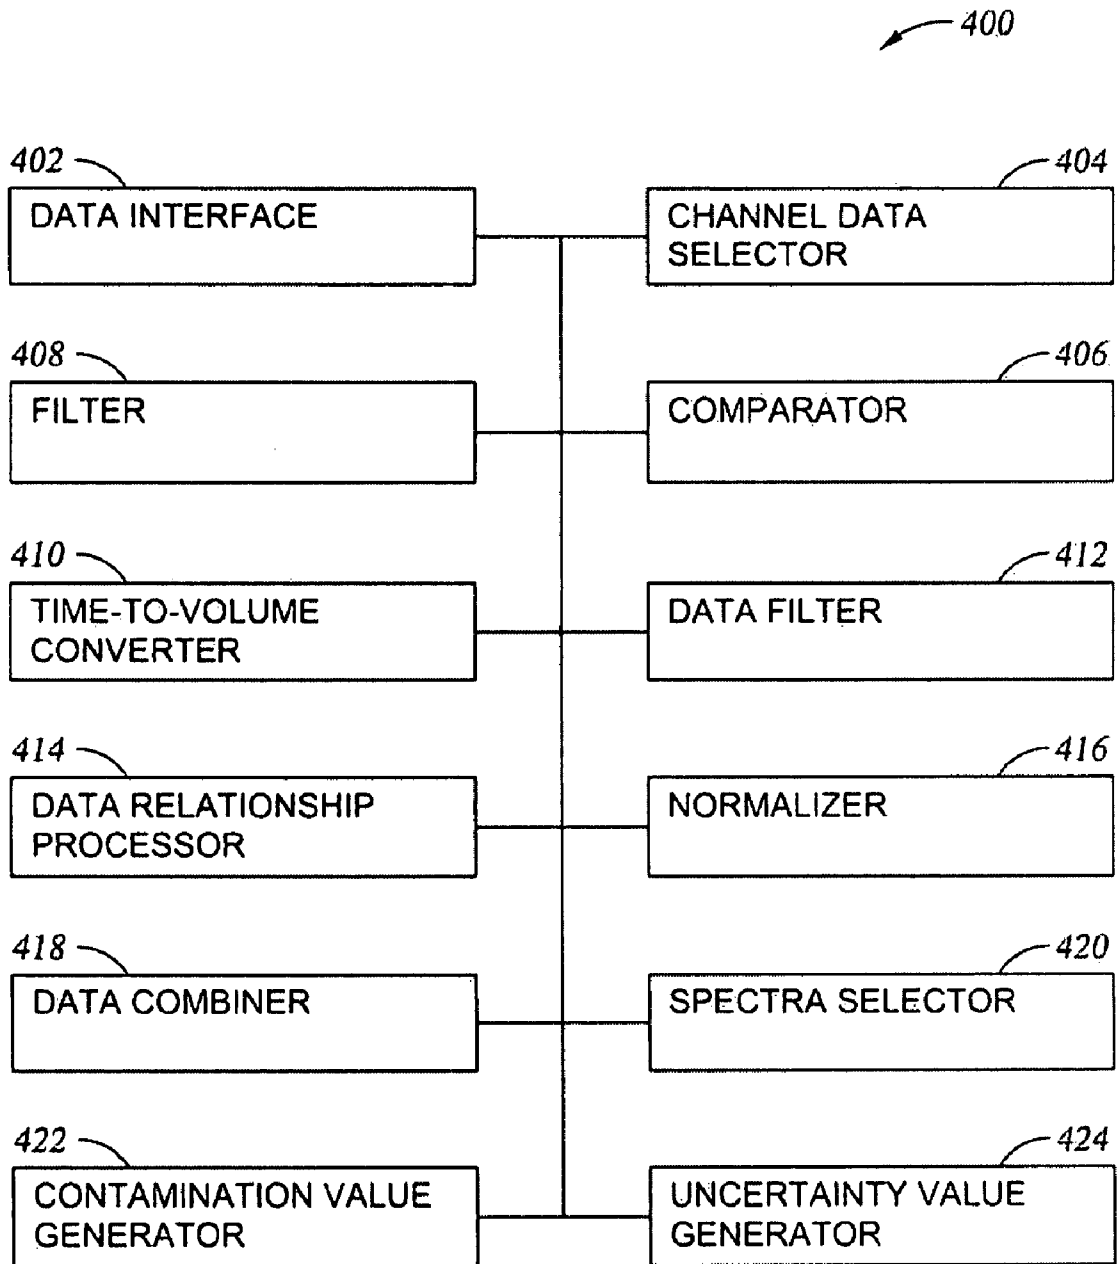 400
402
DATA INTERFACE
404
CHANNEL DATA
SELECTOR
408
FILTER
406
COMPARATOR
410
TIME-TO-VOLUME
CONVERTER
412
DATA FILTER
414
DATA RELATIONSHIP
PROCESSOR
416
NORMALIZER
418
DATA COMBINER
420
SPECTRA SELECTOR
422
CONTAMINATION VALUE
GENERATOR
424
UNCERTAINTY VALUE
GENERATOR